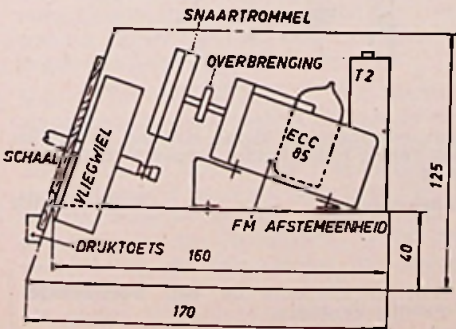 SNAARTROMMEL
OVERBRENGING
T2
ECC
85
SCHAAL
VLIEGWIEL
125
FM AFSTEMEENHEID
DRUKTOETS
160
40
170